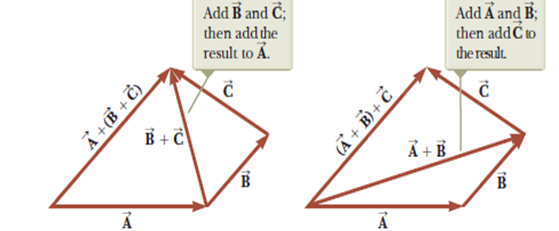 Add B⃗ and C⃗;
then add the
result to A⃗.
A⃗ + (B⃗ + C⃗)
B⃗ + C⃗
C⃗
B⃗
A⃗
Add A⃗ and B⃗;
then add C⃗ to
the result.
(A⃗ + B⃗) + C⃗
A⃗ + B⃗
C⃗
B⃗
A⃗